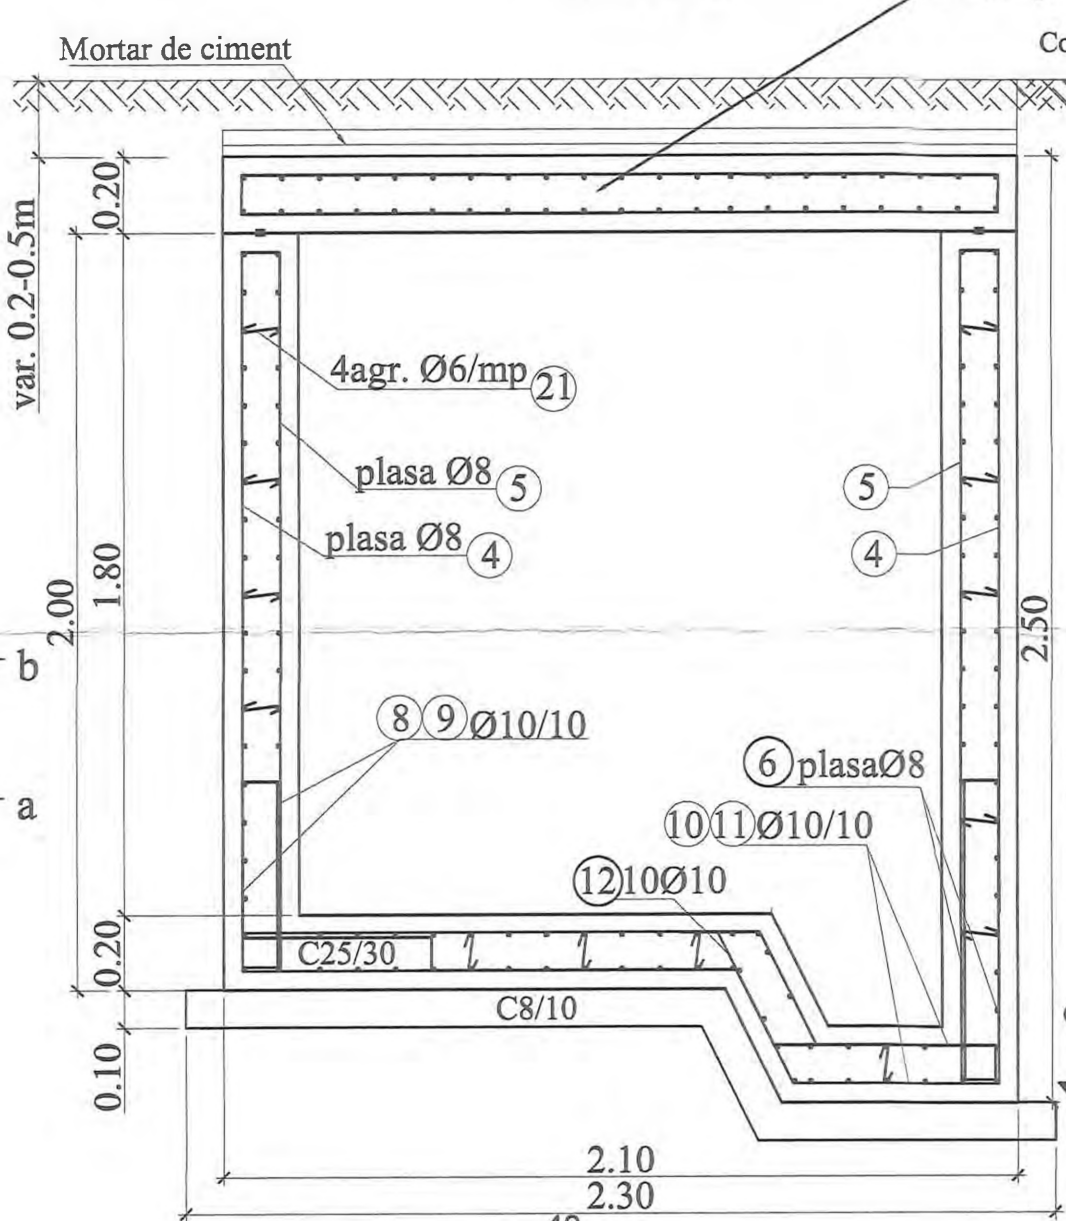 Mortar de ciment
Co
0.20
var. 0.2-0.5m
4agr. Ø6/mp 21
plasa Ø8 5
5
plasa Ø8 4
4
1.80
2.00
2.50
b
8 9 Ø10/10
6 plasaØ8
a
10 11 Ø10/10
12 10Ø10
0.20
C25/30
C8/10
0.10
2.10
2.30